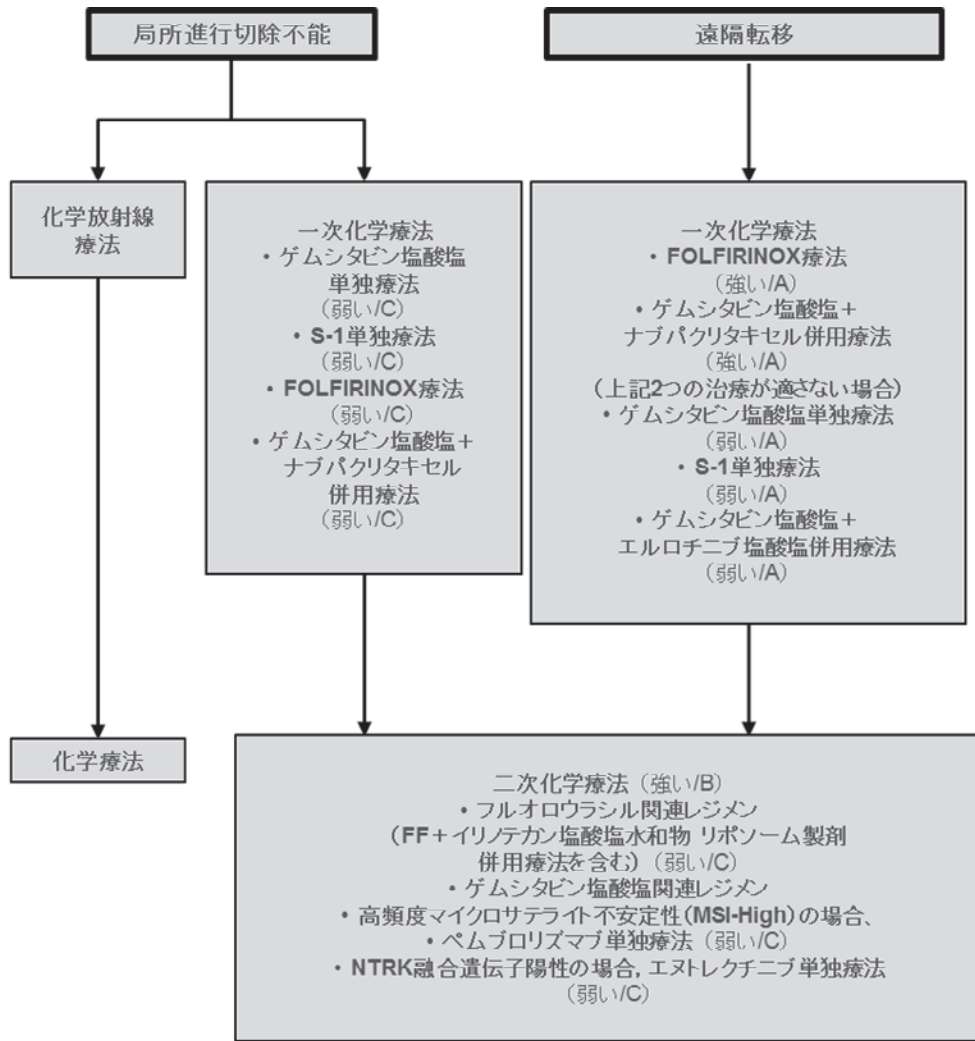 局所進行切除不能
遠隔転移
化学放射線
療法
一次化学療法
• ゲムシタビン塩酸塩
単独療法
(弱い/C)
• S-1単独療法
(弱い/C)
• FOLFIRINOX療法
(弱い/C)
• ゲムシタビン塩酸塩＋
ナブパクリタキセル
併用療法
(弱い/C)
一次化学療法
• FOLFIRINOX療法
(強い/A)
• ゲムシタビン塩酸塩＋
ナブパクリタキセル併用療法
(強い/A)
(上記2つの治療が適さない場合)
• ゲムシタビン塩酸塩単独療法
(弱い/A)
• S-1単独療法
(弱い/A)
• ゲムシタビン塩酸塩＋
エルロチニブ塩酸塩併用療法
(弱い/A)
化学療法
二次化学療法 (強い/B)
• フルオロウラシル関連レジメン
(FF＋イリノテカン塩酸塩水和物 リポソーム製剤
併用療法を含む) (弱い/C)
• ゲムシタビン塩酸塩関連レジメン
• 高頻度マイクロサテライト不安定性(MSI-High)の場合、
• ペムブロリズマブ単独療法 (弱い/C)
• NTRK融合遺伝子陽性の場合, エヌトレクチニブ単独療法
(弱い/C)